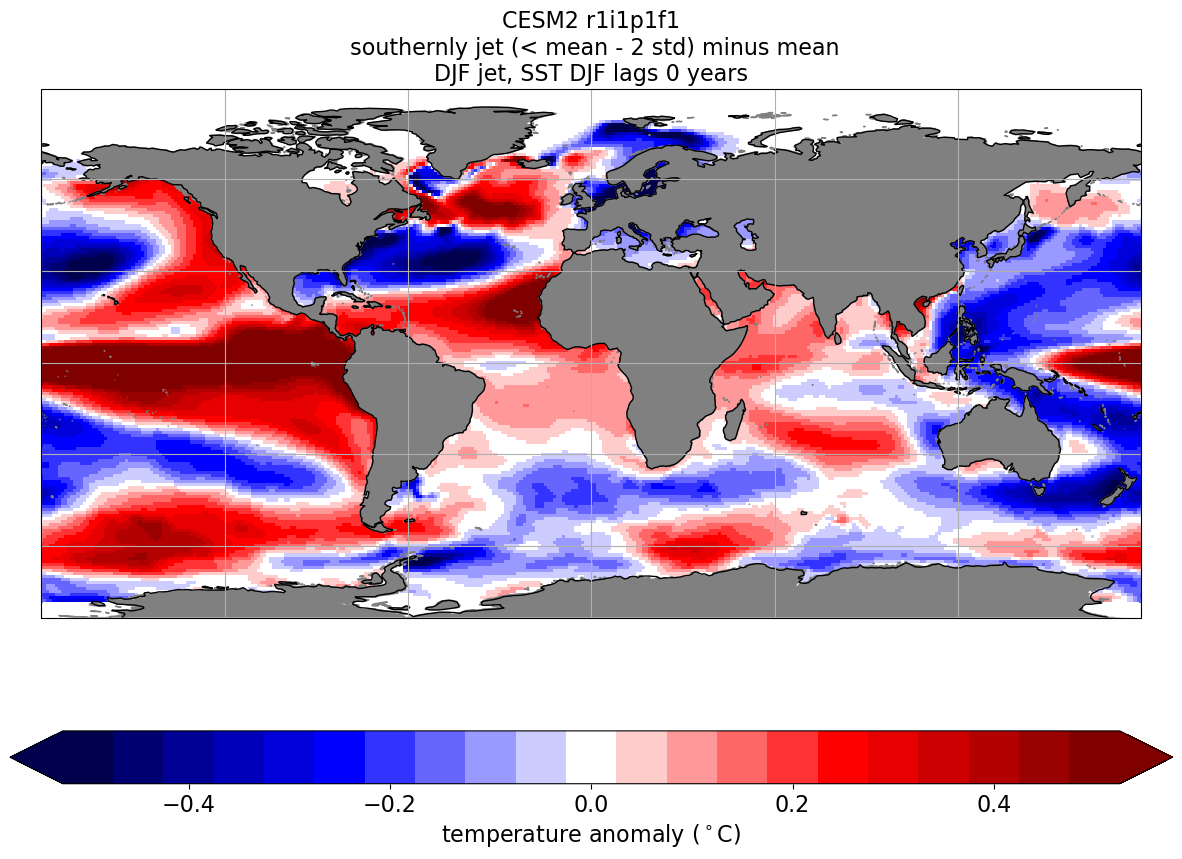 CESM2 r1i1p1f1
southernly jet (< mean - 2 std) minus mean
DJF jet, SST DJF lags 0 years
−0.4 −0.2 0.0 0.2 0.4
temperature anomaly (°C)